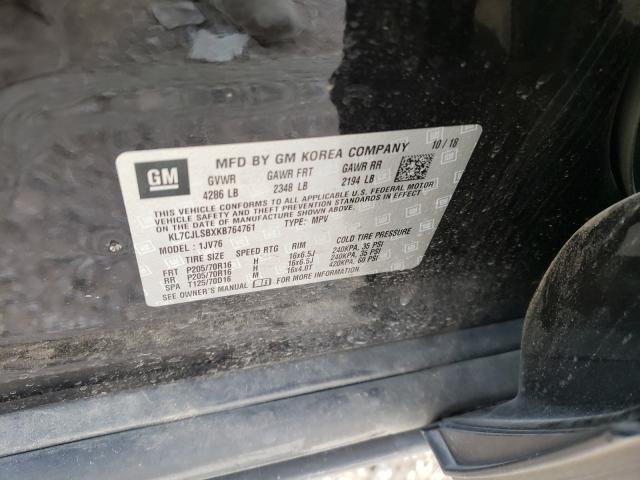 GM
MFD BY GM KOREA COMPANY
10 / 18
GVWR GAWR FRT GAWR RR
4286 LB 2348 LB 2194 LB
THIS VEHICLE CONFORMS TO ALL APPLICABLE U.S. FEDERAL MOTOR
VEHICLE SAFETY AND THEFT PREVENTION STANDARDS IN EFFECT
ON THE DATE OF MANUFACTURE SHOWN ABOVE.
KL7CJLSBXKB764761 TYPE: MPV
MODEL : 1JV76
TIRE SIZE SPEED RTG RIM COLD TIRE PRESSURE
FRT P205/70R16 H 16x6.5J 240KPA, 35 PSI
RR P205/70R16 H 16x6.5J 240KPA, 35 PSI
SPA T125/70D16 M 16x4.0T 420KPA, 60 PSI
SEE OWNER'S MANUAL FOR MORE INFORMATION